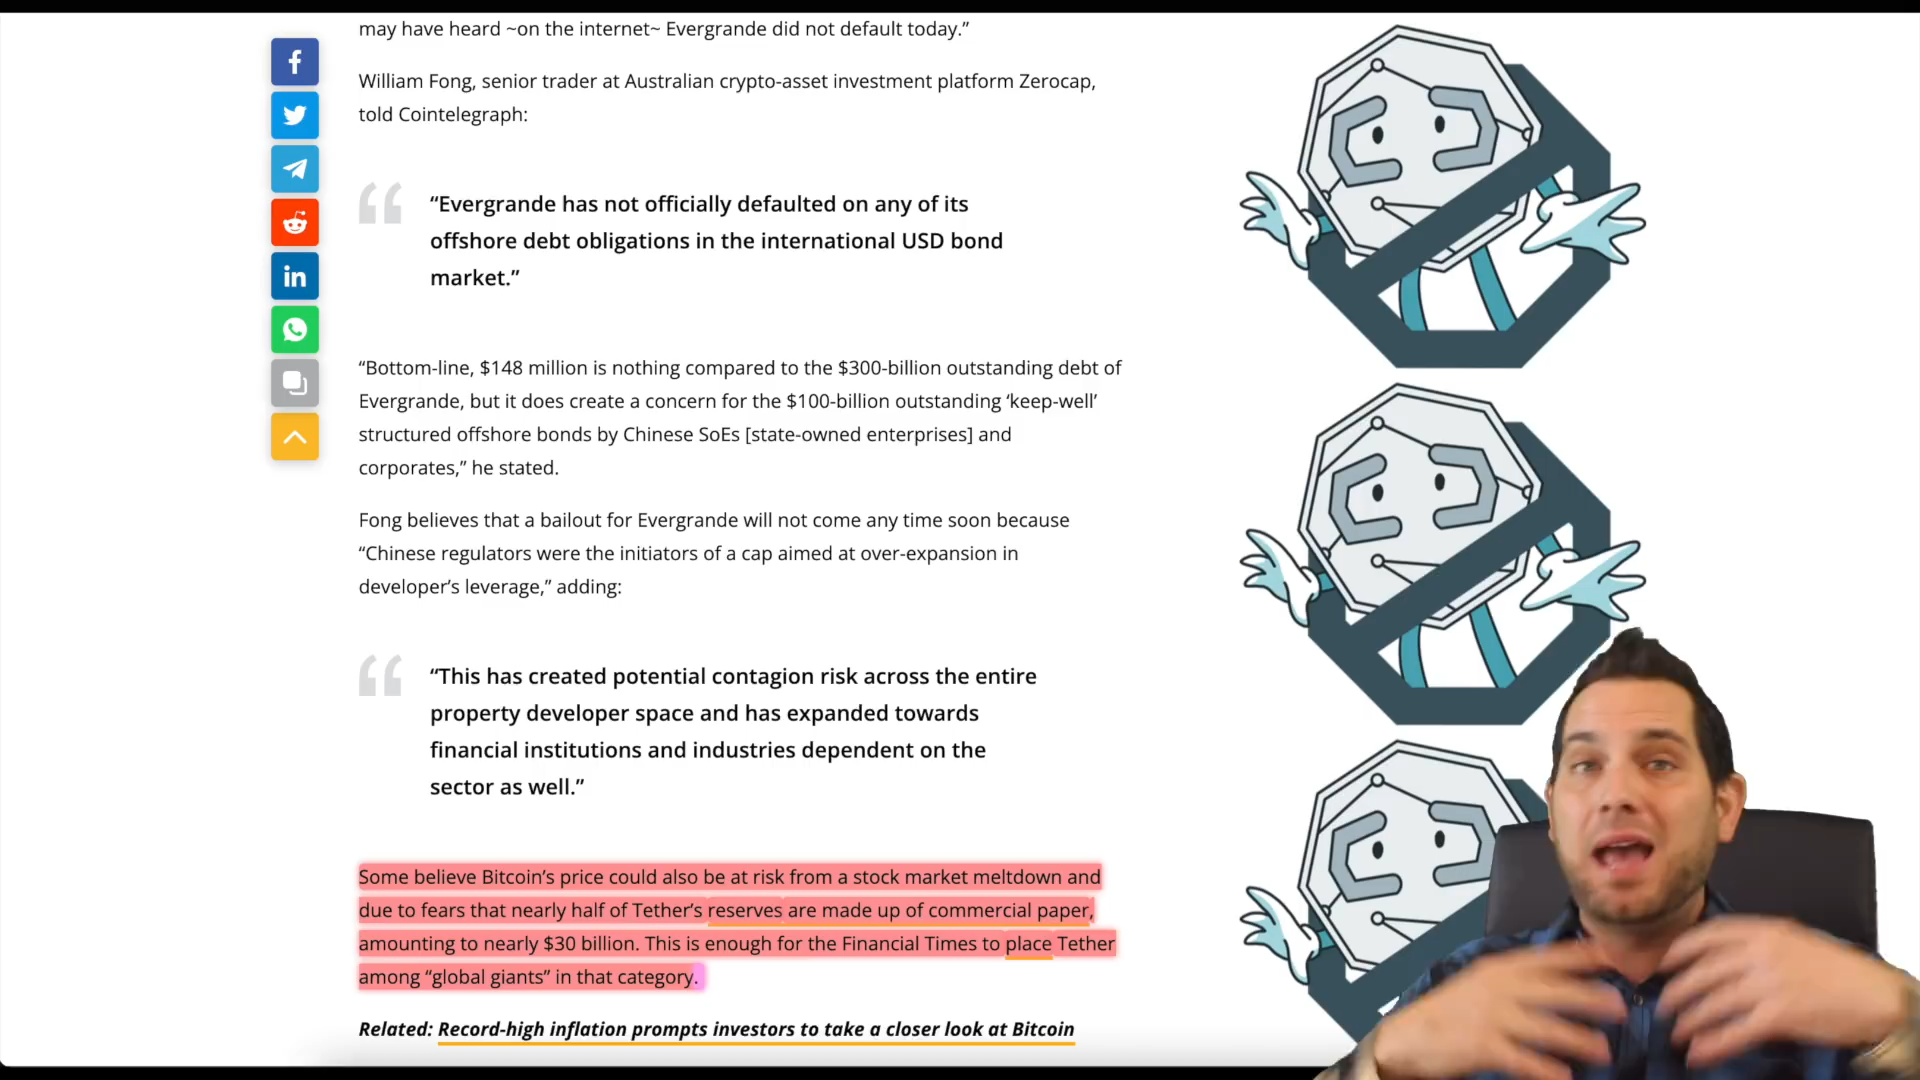 may have heard ~on the internet~ Evergrande did not default today.”
William Fong, senior trader at Australian crypto-asset investment platform Zerocap,
told Cointelegraph:
“Evergrande has not officially defaulted on any of its
offshore debt obligations in the international USD bond
market.”
“Bottom-line, $148 million is nothing compared to the $300-billion outstanding debt of
Evergrande, but it does create a concern for the $100-billion outstanding ‘keep-well’
structured offshore bonds by Chinese SoEs [state-owned enterprises] and
corporates,” he stated.
Fong believes that a bailout for Evergrande will not come any time soon because
“Chinese regulators were the initiators of a cap aimed at over-expansion in
developer’s leverage,” adding:
“This has created potential contagion risk across the entire
property developer space and has expanded towards
financial institutions and industries dependent on the
sector as well.”
Some believe Bitcoin’s price could also be at risk from a stock market meltdown and
due to fears that nearly half of Tether’s reserves are made up of commercial paper,
amounting to nearly $30 billion. This is enough for the Financial Times to place Tether
among “global giants” in that category.
Related: Record-high inflation prompts investors to take a closer look at Bitcoin